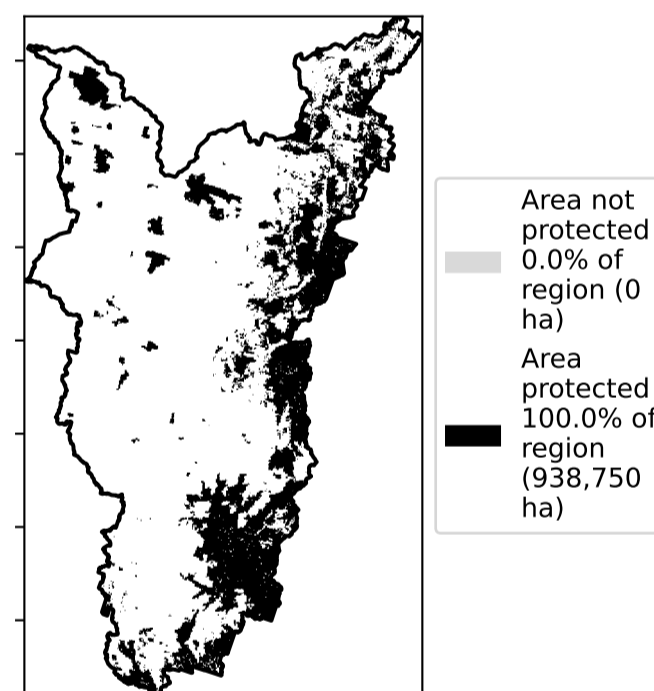 Area not
protected
0.0% of
region (0
ha)
Area
protected
100.0% of
region
(938,750
ha)